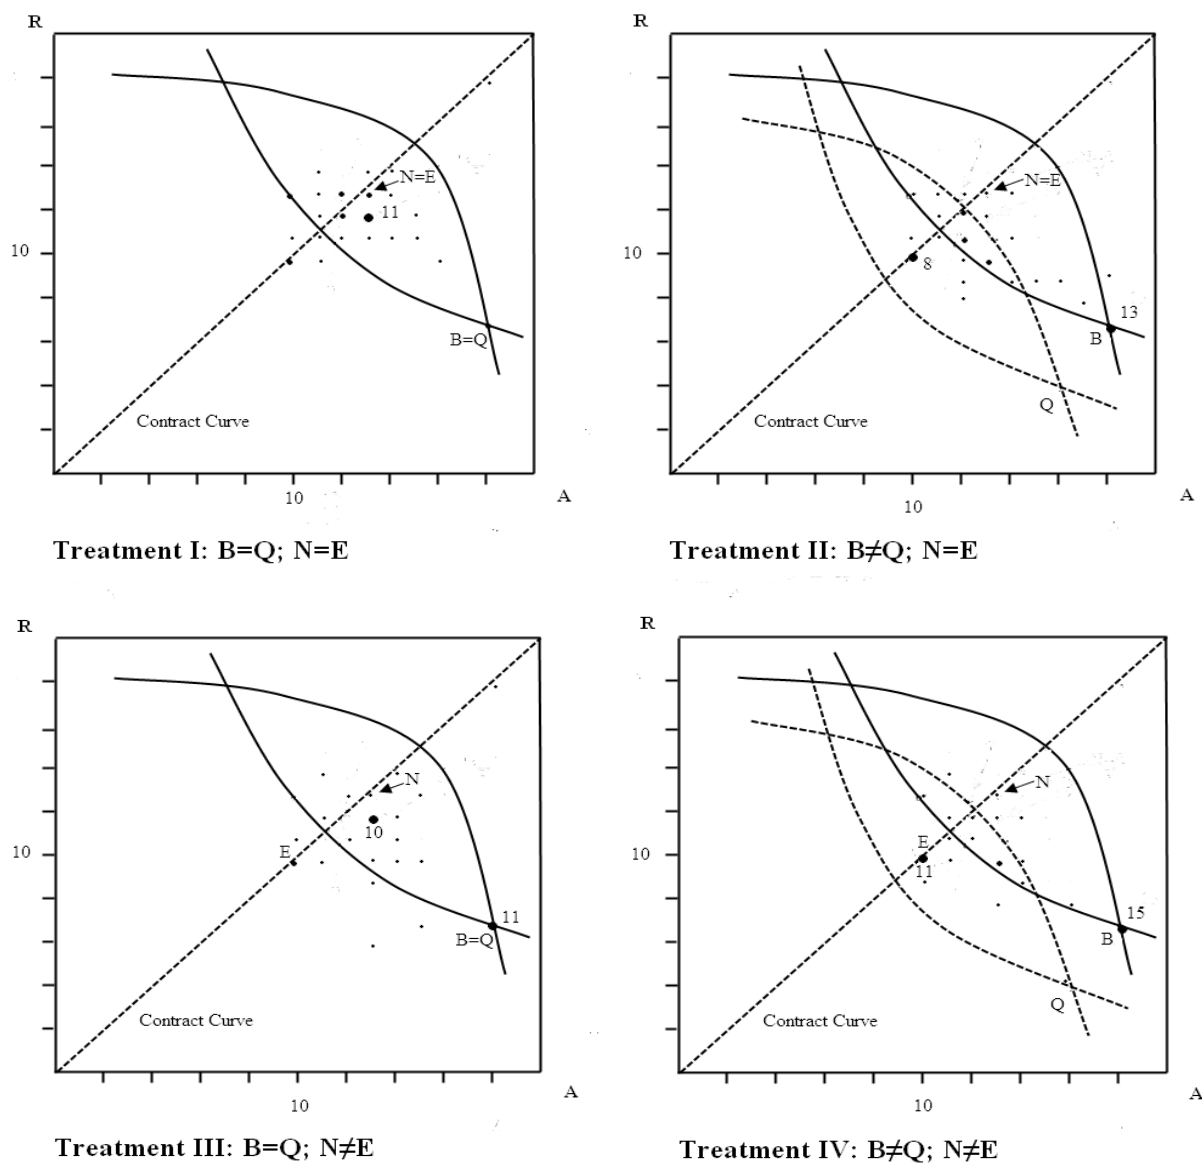 R
N=E
11
10
B=Q
Contract Curve
10
A
Treatment I: B=Q; N=E
R
N=E
10
8
13
B
Q
Contract Curve
10
A
Treatment II: B≠Q; N=E
R
N
10
10
E
11
B=Q
Contract Curve
10
A
Treatment III: B=Q; N≠E
R
N
E
10
11
15
B
Q
Contract Curve
10
A
Treatment IV: B≠Q; N≠E